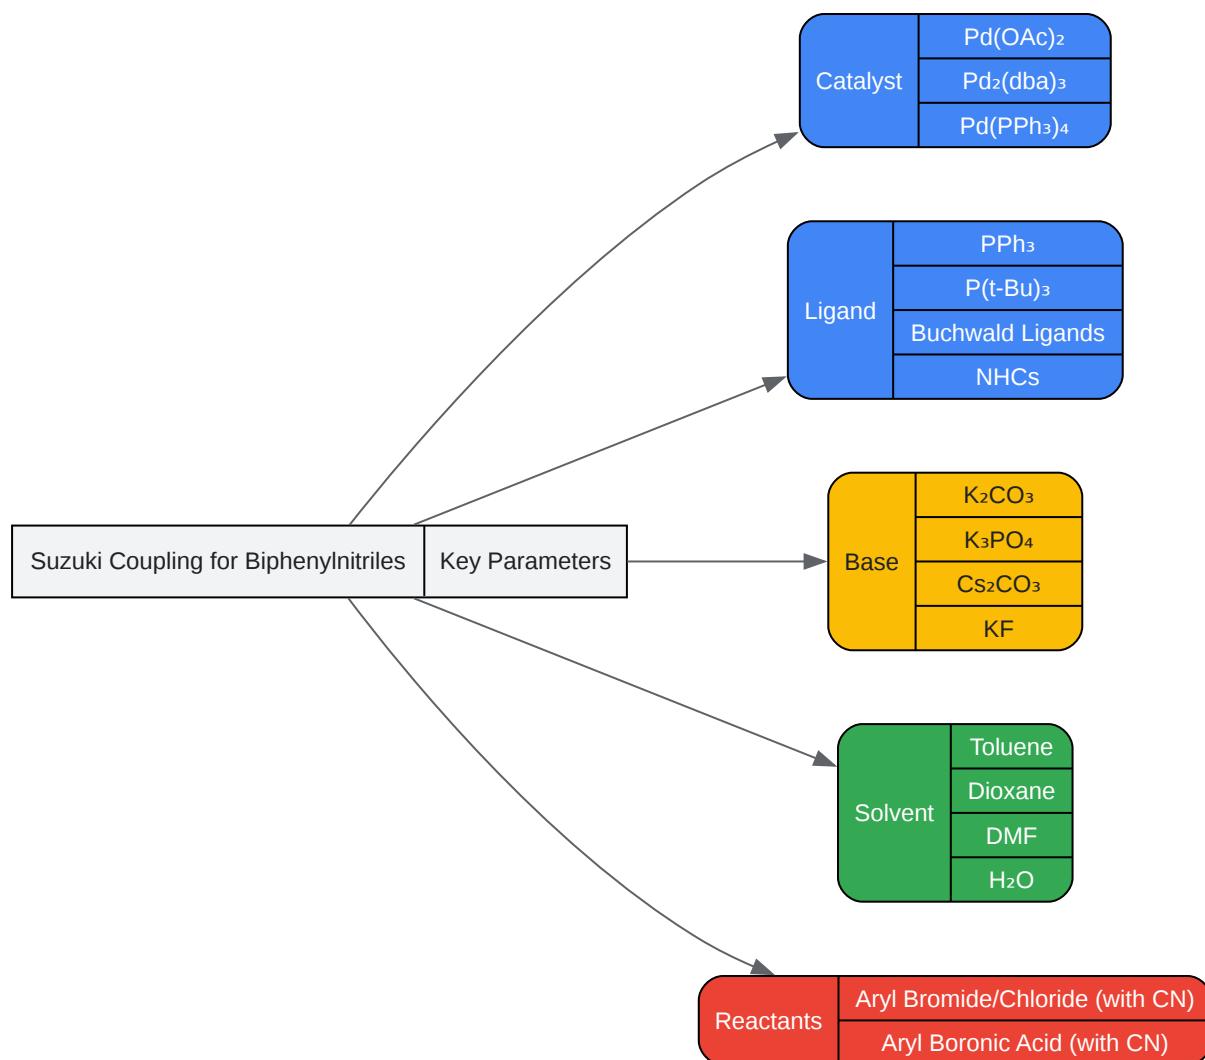 Catalyst
Pd(OAc)₂
Pd₂(dba)₃
Pd(PPh₃)₄
Ligand
PPh₃
P(t-Bu)₃
Buchwald Ligands
NHCs
Suzuki Coupling for Biphenylnitriles
Key Parameters
Base
K₂CO₃
K₃PO₄
Cs₂CO₃
KF
Solvent
Toluene
Dioxane
DMF
H₂O
Reactants
Aryl Bromide/Chloride (with CN)
Aryl Boronic Acid (with CN)